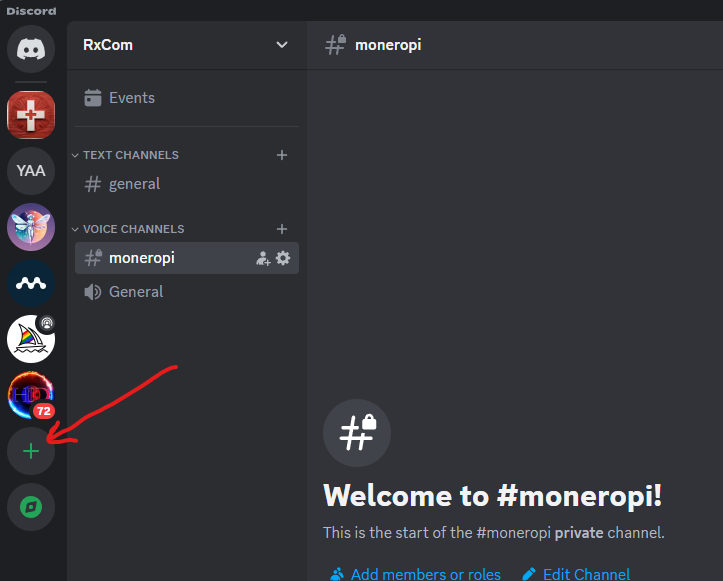 Discord
RxCom
moneropi
Events
TEXT CHANNELS
general
YAA
VOICE CHANNELS
moneropi
General
72
Welcome to #moneropi!
This is the start of the #moneropi private channel.
Add members or roles
Edit Channel